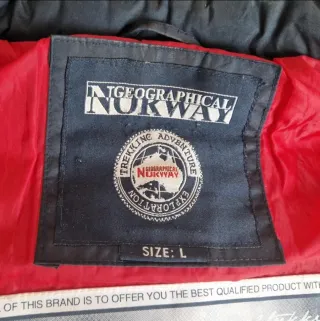 GEOGRAPHICAL
NORWAY
TREKKING ADVENTURE
GEOGRAPHICAL
NORWAY
EXPLORATION
SIZE: L
OF THIS BRAND IS TO OFFER YOU THE BEST QUALIFIED PRODUCT WITH